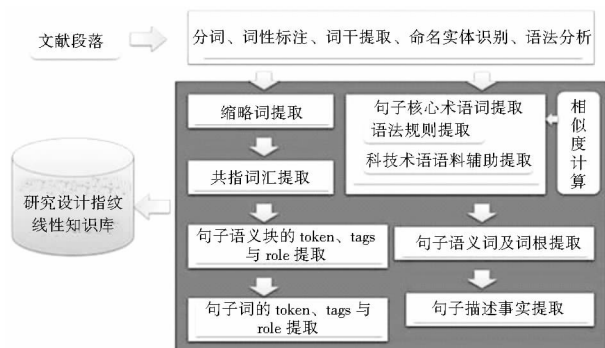 文献段落
分词、词性标注、词干提取、命名实体识别、语法分析
缩略词提取
共指词汇提取
句子语义块的 token、tags
与 role 提取
句子词的 token、tags 与
role 提取
句子核心术语词提取
语法规则提取
科技术语语料辅助提取
相
似
度
计
算
句子语义词及词根提取
句子描述事实提取
研究设计指纹
线性知识库